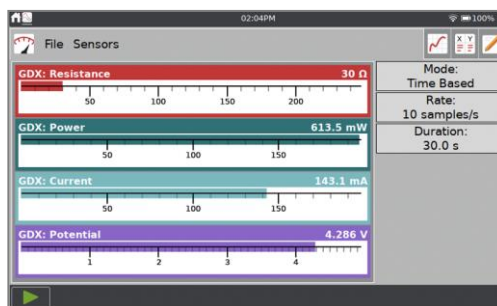 02:04PM
100%
File Sensors
X Y
GDX: Resistance 30 Ω
50 100 150 200
GDX: Power 613.5 mW
50 100 150
GDX: Current 143.1 mA
50 100 150
GDX: Potential 4.286 V
1 2 3 4
Mode:
Time Based
Rate:
10 samples/s
Duration:
30.0 s